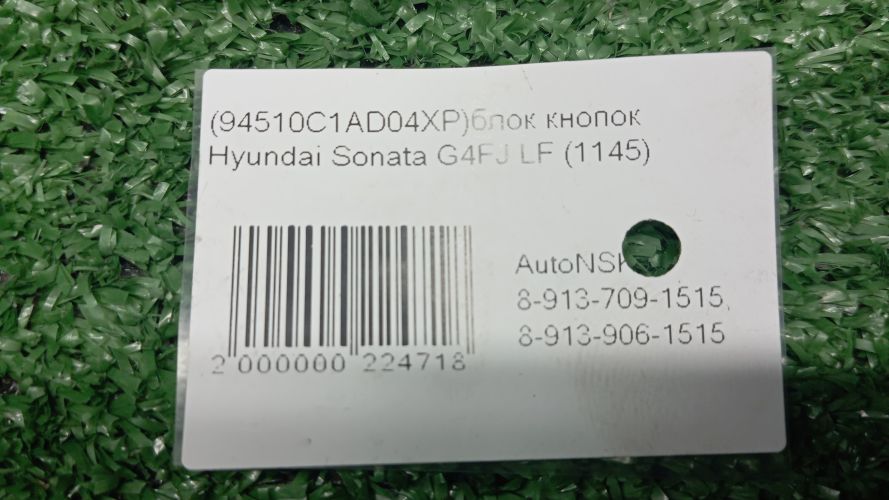 (94510C1AD04XP)блок кнопок
Hyundai Sonata G4FJ LF (1145)
AutoNSK
8-913-709-1515,
8-913-906-1515
2 000000 224718